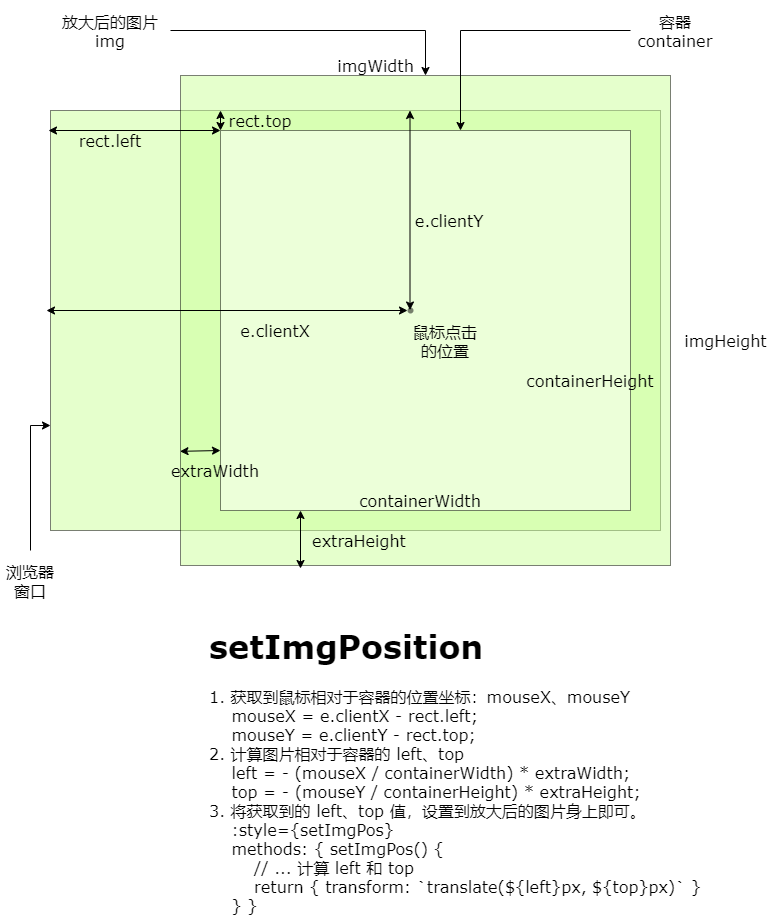 放大后的图片
img
容器
container
imgWidth
rect.top
rect.left
e.clientY
e.clientX
鼠标点击
的位置
imgHeight
containerHeight
extraWidth
containerWidth
extraHeight
浏览器
窗口
setImgPosition
1. 获取到鼠标相对于容器的位置坐标：mouseX、mouseY
mouseX = e.clientX - rect.left;
mouseY = e.clientY - rect.top;
2. 计算图片相对于容器的 left、top
left = - (mouseX / containerWidth) * extraWidth;
top = - (mouseY / containerHeight) * extraHeight;
3. 将获取到的 left、top 值，设置到放大后的图片身上即可。
:style={setImgPos}
methods: { setImgPos() {
// ... 计算 left 和 top
return { transform: `translate(${left}px, ${top}px)` }
} }